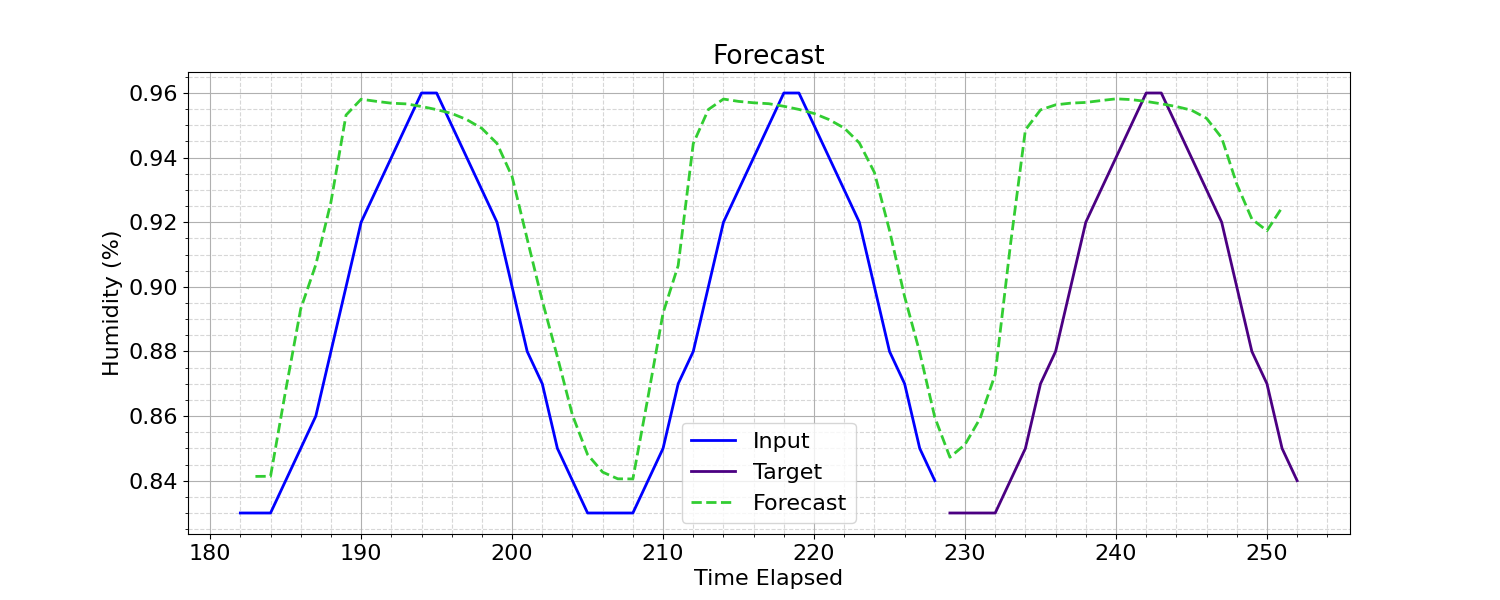 Forecast
Humidity (%)
0.96
0.94
0.92
0.90
0.88
0.86
0.84
Input
Target
Forecast
180 190 200 210 220 230 240 250
Time Elapsed